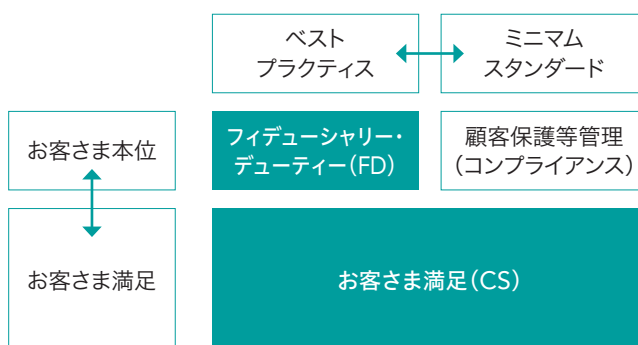 ベスト
プラクティス
ミニマム
スタンダード
お客さま本位
フィデューシャリー・
デューティー(FD)
顧客保護等管理
(コンプライアンス)
お客さま満足
お客さま満足(CS)